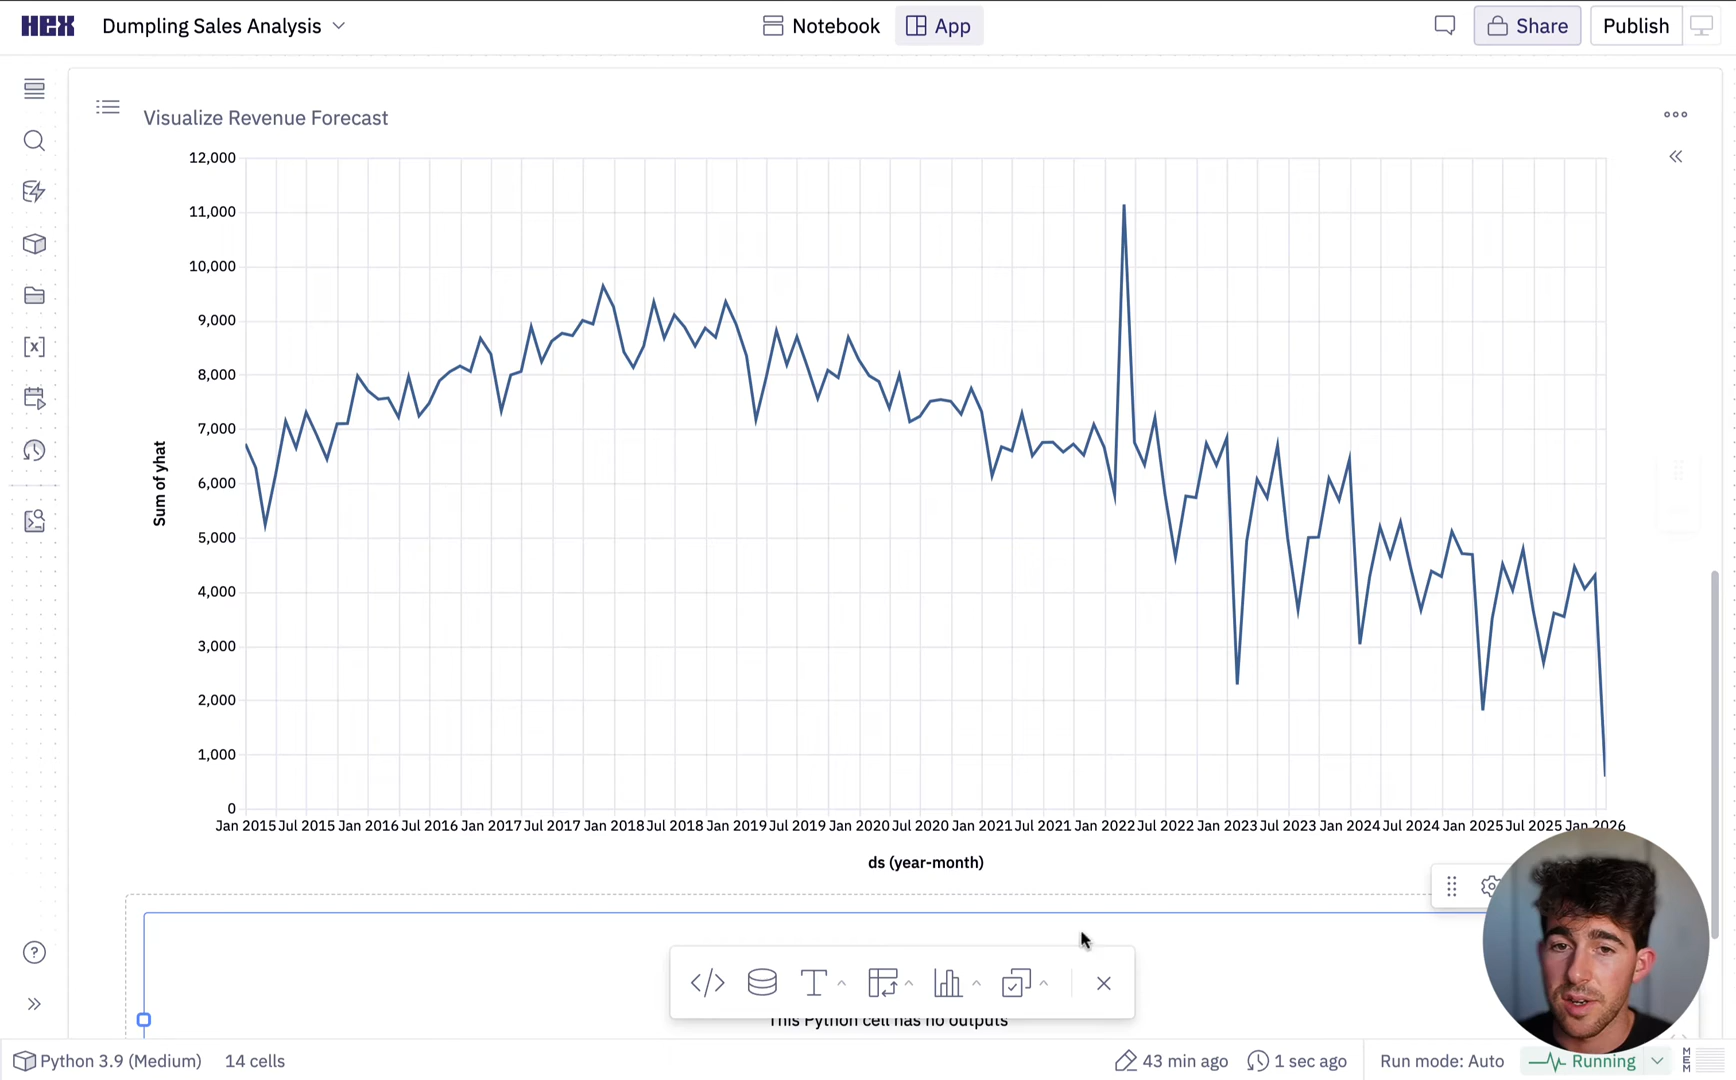 HEX Dumpling Sales Analysis Notebook App Share Publish
Visualize Revenue Forecast
12,000
11,000
10,000
9,000
8,000
7,000
6,000
5,000
4,000
3,000
2,000
1,000
0
Sum of yhat
Jan 2015 Jul 2015 Jan 2016 Jul 2016 Jan 2017 Jul 2017 Jan 2018 Jul 2018 Jan 2019 Jul 2019 Jan 2020 Jul 2020 Jan 2021 Jul 2021 Jan 2022 Jul 2022 Jan 2023 Jul 2023 Jan 2024 Jul 2024 Jan 2025 Jul 2025 Jan 2026
ds (year-month)
This Python cell has no outputs
Python 3.9 (Medium) 14 cells 43 min ago 1 sec ago Run mode: Auto Running MEM